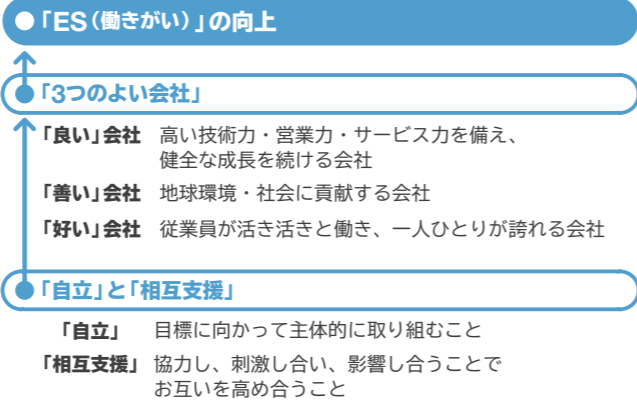 「ES（働きがい）」の向上
「3つのよい会社」
「良い」会社 高い技術力・営業力・サービス力を備え、
健全な成長を続ける会社
「善い」会社 地球環境・社会に貢献する会社
「好い」会社 従業員が活き活きと働き、一人ひとりが誇れる会社
「自立」と「相互支援」
「自立」 目標に向かって主体的に取り組むこと
「相互支援」 協力し、刺激し合い、影響し合うことで
お互いを高め合うこと